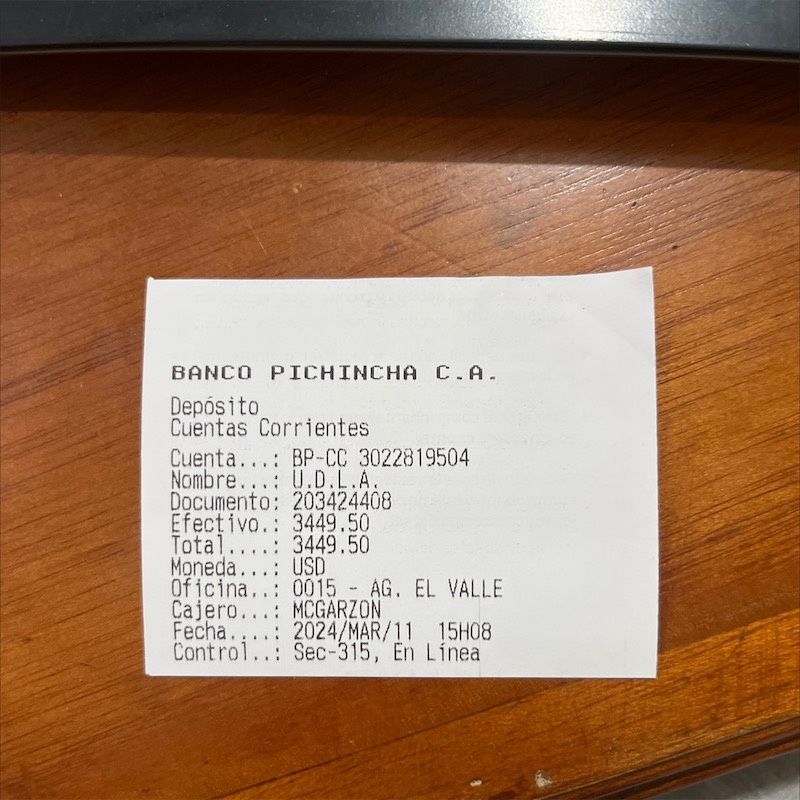 BANCO PICHINCHA C.A.
Depósito
Cuentas Corrientes
Cuenta...: BP-CC 3022819504
Nombre...: U.D.L.A.
Documento: 203424408
Efectivo.: 3449.50
Total....: 3449.50
Moneda...: USD
Oficina..: 0015 - AG. EL VALLE
Cajero...: MCGARZON
Fecha....: 2024/MAR/11 15H08
Control..: Sec-315, En Línea